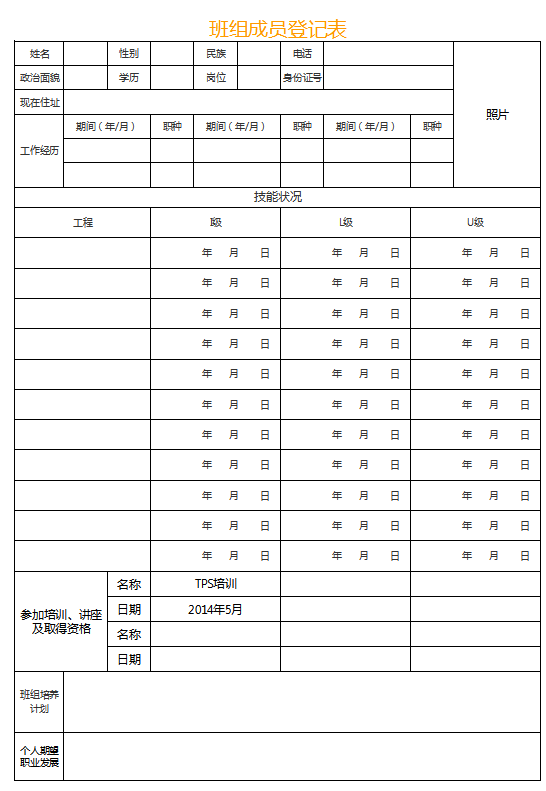 班组成员登记表
姓名 性别 民族 电话
政治面貌 学历 岗位 身份证号
现在住址
照片
工作经历
期间（年/月） 职种 期间（年/月） 职种 期间（年/月） 职种
技能状况
工程 I级 L级 U级
年 月 日 年 月 日 年 月 日
年 月 日 年 月 日 年 月 日
年 月 日 年 月 日 年 月 日
年 月 日 年 月 日 年 月 日
年 月 日 年 月 日 年 月 日
年 月 日 年 月 日 年 月 日
年 月 日 年 月 日 年 月 日
年 月 日 年 月 日 年 月 日
年 月 日 年 月 日 年 月 日
年 月 日 年 月 日 年 月 日
年 月 日 年 月 日 年 月 日
参加培训、讲座
及取得资格
名称 TPS培训
日期 2014年5月
名称
日期
班组培养
计划
个人期望
职业发展